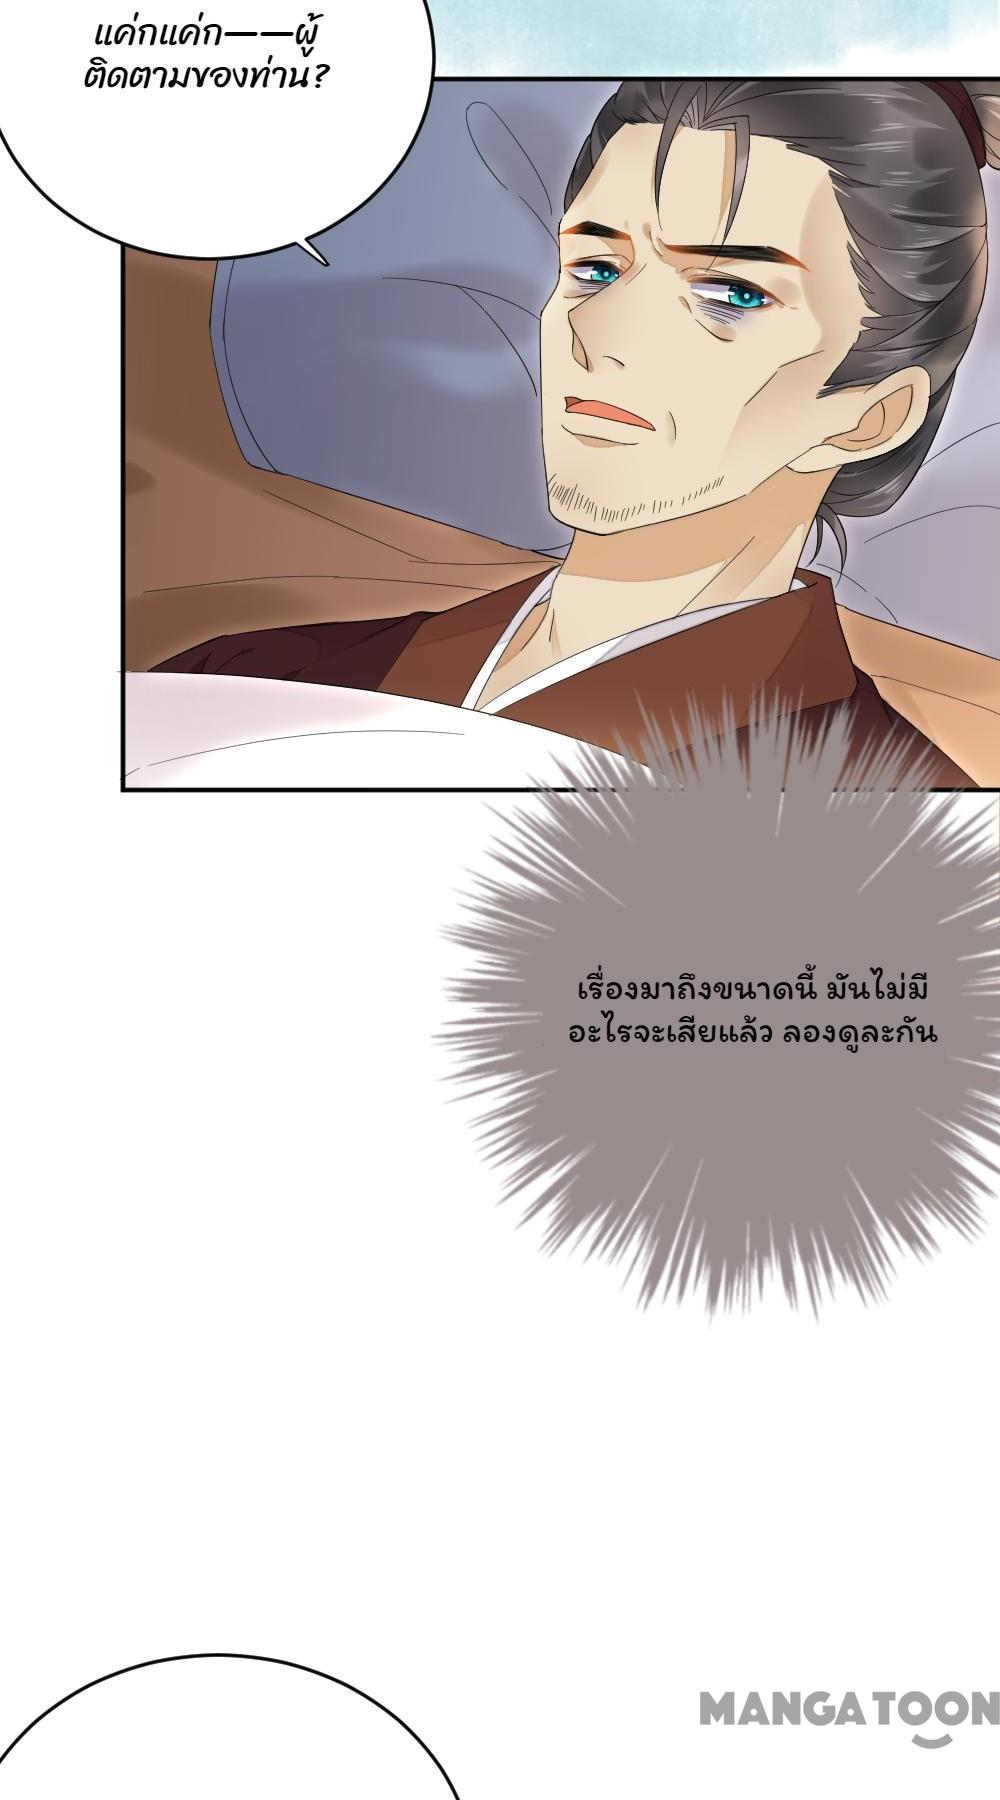 แค่กแค่ก——ผู้
ติดตามของท่าน?
เรื่องมาถึงขนาดนี้ มันไม่มี
อะไรจะเสียแล้ว ลองดูละกัน
MANGATOON